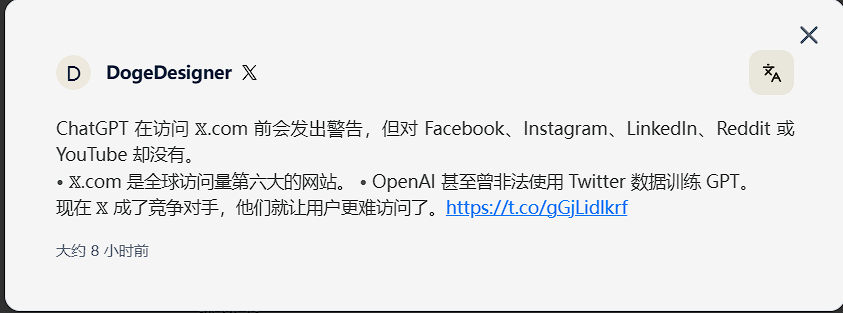 D DogeDesigner 𝕏
ChatGPT 在访问 𝕏.com 前会发出警告，但对 Facebook、Instagram、LinkedIn、Reddit 或
YouTube 却没有。
• 𝕏.com 是全球访问量第六大的网站。 • OpenAI 甚至曾非法使用 Twitter 数据训练 GPT。
现在 𝕏 成了竞争对手，他们就让用户更难访问了。https://t.co/gGjLidlkrf
大约 8 小时前